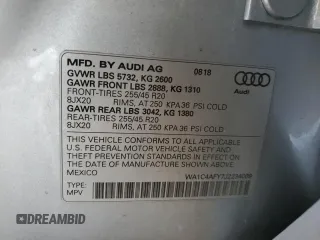 MFD. BY AUDI AG 0818
GVWR LBS 5732, KG 2600
GAWR FRONT LBS 2888, KG 1310
FRONT-TIRES 255/45 R20
8JX20 RIMS, AT 250 KPA,36 PSI COLD
GAWR REAR LBS 3042, KG 1380
REAR-TIRES 255/45 R20
8JX20 RIMS, AT 250 KPA,36 PSI COLD
Audi
THIS VEHICLE CONFORMS TO ALL APPLICABLE
FEDERAL MOTOR VEHICLE SAFETY, BUMPER, AND
THEFT PREVENTION STANDARDS IN EFFECT ON
THE DATE OF MANUFACTURE SHOWN ABOVE.
MEXICO
TYPE:
MPV
DREAMBID